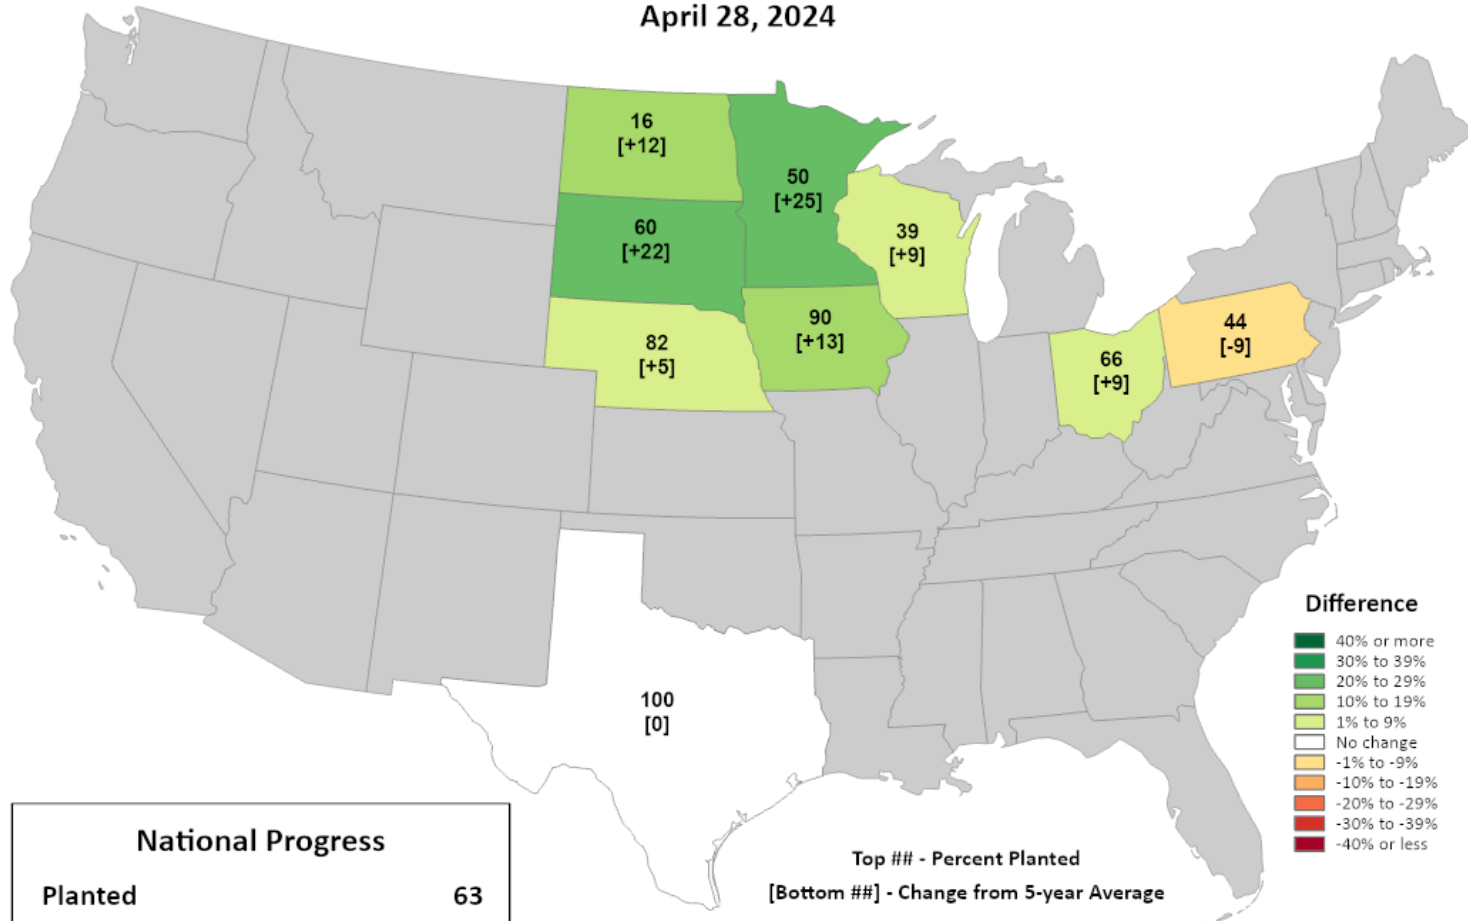 April 28, 2024
16
[+12]
50
[+25]
60
[+22]
39
[+9]
90
[+13]
82
[+5]
44
[-9]
66
[+9]
100
[0]
Difference
40% or more
30% to 39%
20% to 29%
10% to 19%
1% to 9%
No change
-1% to -9%
-10% to -19%
-20% to -29%
-30% to -39%
-40% or less
National Progress
Planted 63
Top ## - Percent Planted
[Bottom ##] - Change from 5-year Average